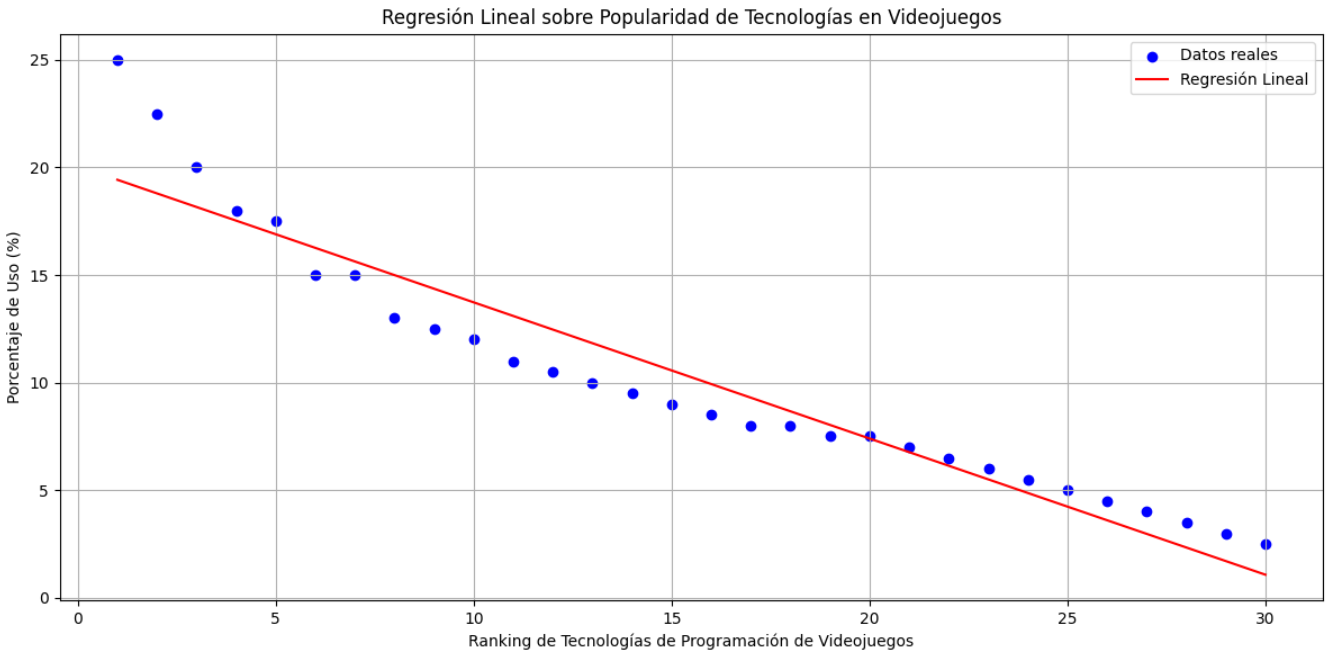 Regresión Lineal sobre Popularidad de Tecnologías en Videojuegos
Datos reales
Regresión Lineal
Porcentaje de Uso (%)
25
20
15
10
5
0
0 5 10 15 20 25 30
Ranking de Tecnologías de Programación de Videojuegos